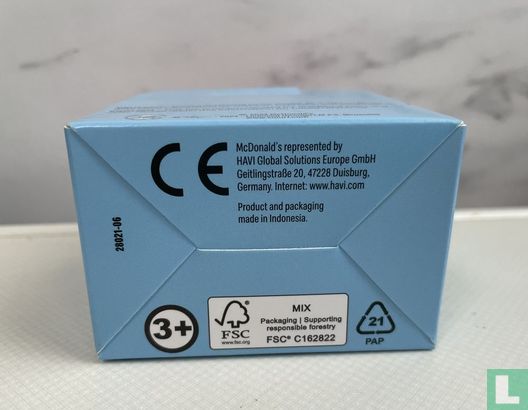 CE
McDonald's represented by
HAVI Global Solutions Europe GmbH
Geitlingstraße 20, 47228 Duisburg,
Germany. Internet: www.havi.com
Product and packaging
made in Indonesia.
28021-06
3+
FSC
www.fsc.org
MIX
Packaging | Supporting
responsible forestry
FSC® C162822
21
PAP
L